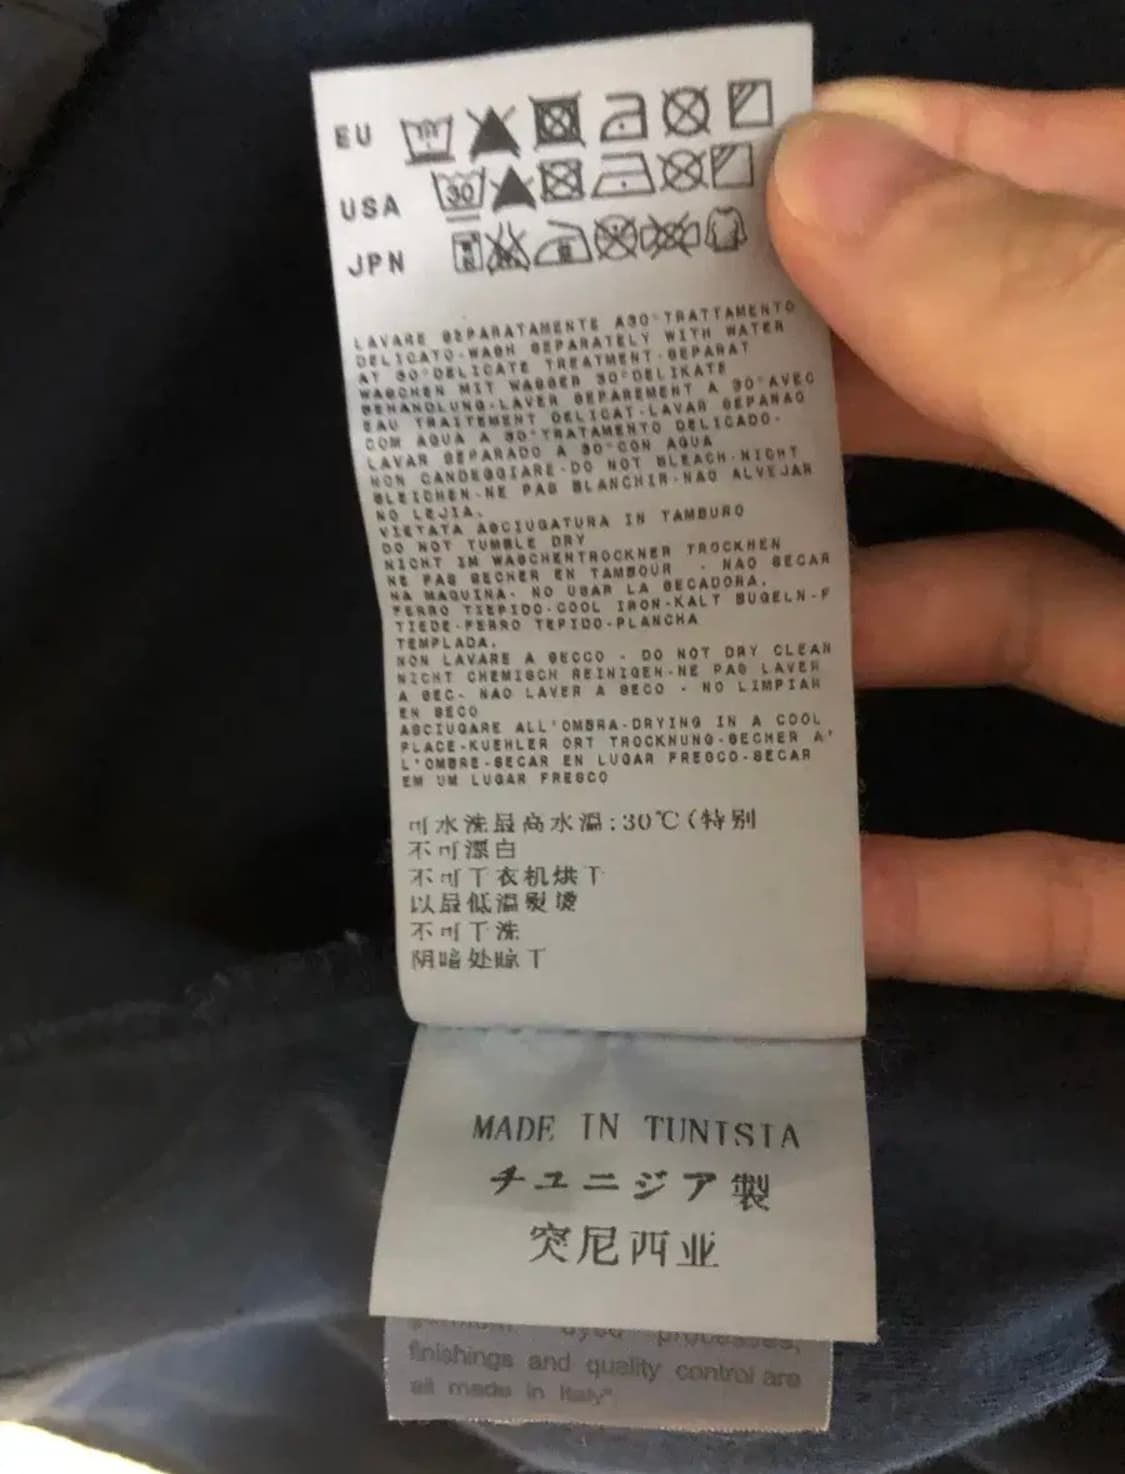 EU
USA
30
JPN
LAVARE SEPARATAMENTE A30°TRATTAMENTO
DELICATO-WASH SEPARATELY WITH WATER
AT 30°DELICATE TREATMENT-SEPARAT
WASCHEN MIT WASSER 30°DELIKATE
BEHANDLUNG-LAVER SEPAREMENT A 30°AVEC
EAU TRAITEMENT DELICAT-LAVAR SEPARAO
COM AGUA A 30°TRATAMENTO DELICADO-
LAVAR SEPARADO A 30°CON AGUA
NON CANDEGGIARE-DO NOT BLEACH-NICHT
BLEICHEN-NE PAS BLANCHIR-NAO ALVEJAR
NO LEJIA.
VIETATA ASCIUGATURA IN TAMBURO
DO NOT TUMBLE DRY
NICHT IM WASCHENTROCKNER TROCKHEN
NE PAS SECHER EN TAMBOUR - NAO SECAR
NA MAQUINA- NO USAR LA SECADORA.
FERRO TIEPIDO-COOL IRON-KALT BUGELN-F
TIEDE-FERRO TEPIDO-PLANCHA
TEMPLADA.
NON LAVARE A SECCO - DO NOT DRY CLEAN
NICHT CHEMISCH REINIGEN-NE PAS LAVER
A SEC- NAO LAVER A SECO - NO LIMPIAR
EN SECO
ASCIUGARE ALL'OMBRA-DRYING IN A COOL
PLACE-KUEHLER ORT TROCKNUNG-SECHER A'
L'OMBRE-SECAR EN LUGAR FRESCO-SECAR
EM UM LUGAR FRESCO
可水洗最高水温:30℃(特别
不可漂白
不可干衣机烘干
以最低温熨烫
不可干洗
阴暗处晾干
MADE IN TUNISIA
チユニジア製
突尼西亚
dyed processes,
finishings and quality control are
all made in Italy"